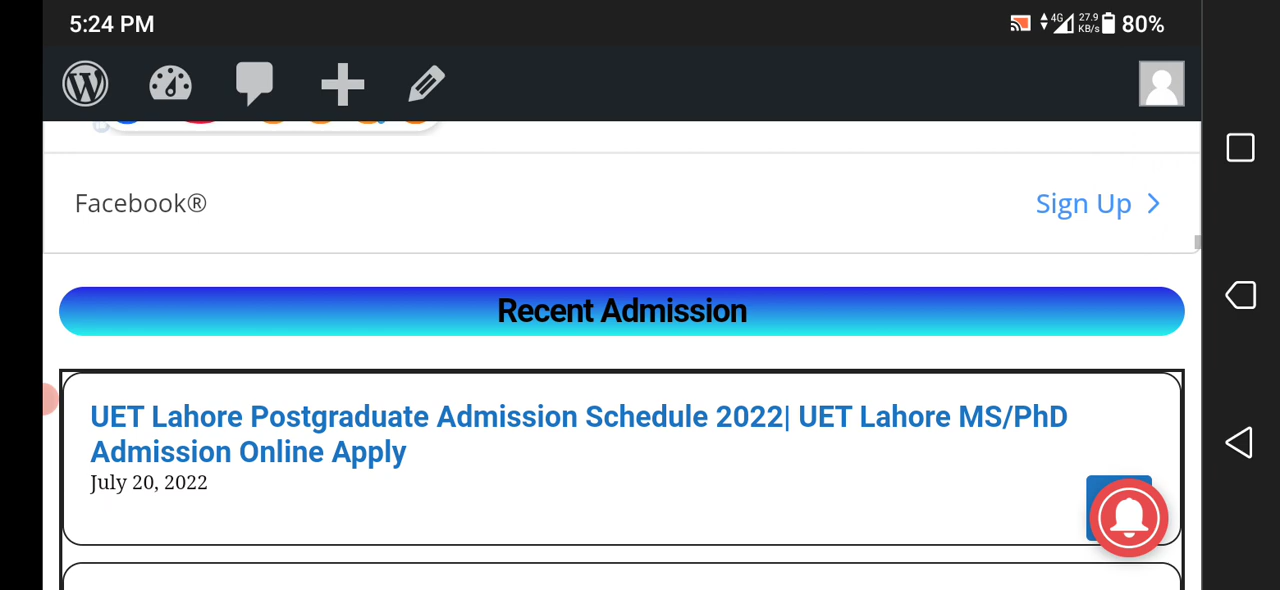 5:24 PM
4G 27.9 KB/s 80%
Facebook®
Sign Up
Recent Admission
UET Lahore Postgraduate Admission Schedule 2022| UET Lahore MS/PhD
Admission Online Apply
July 20, 2022